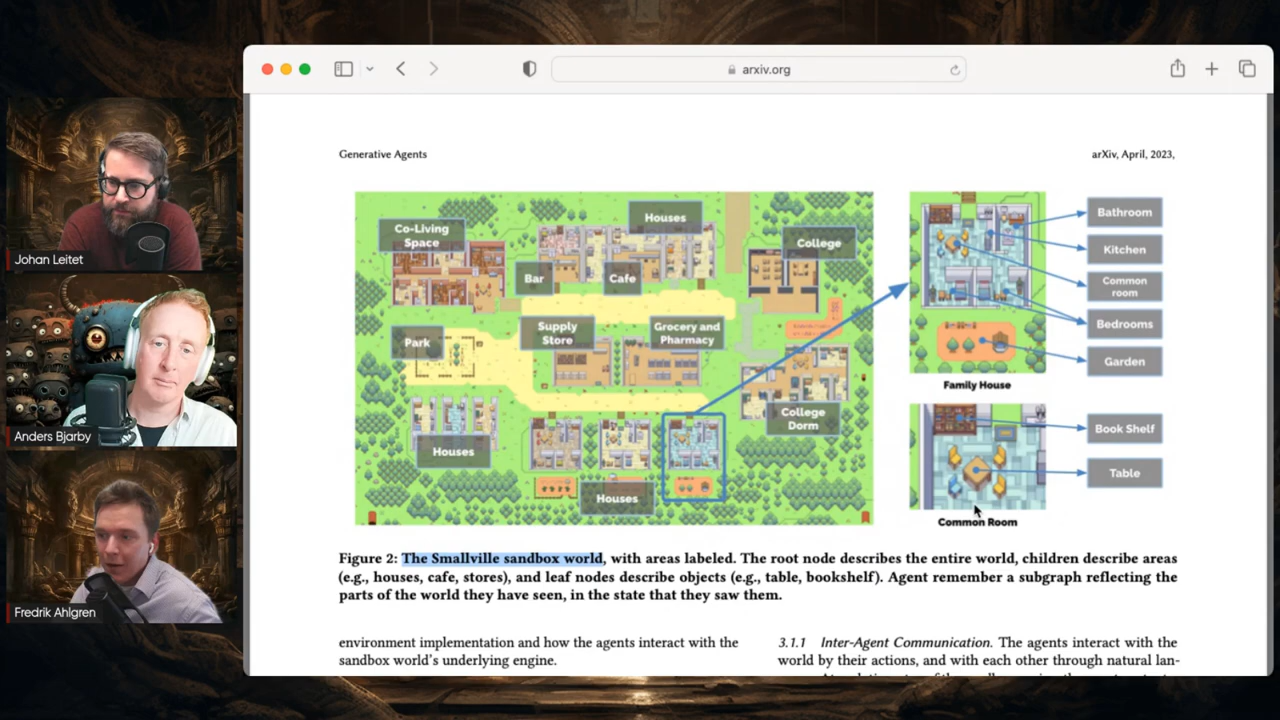 arxiv.org
Generative Agents
arXiv, April, 2023,
Co-Living
Space
Houses
College
Bar
Cafe
Park
Supply
Store
Grocery and
Pharmacy
College
Dorm
Houses
Houses
Bathroom
Kitchen
Common
room
Bedrooms
Garden
Family House
Book Shelf
Table
Common Room
Figure 2: The Smallville sandbox world, with areas labeled. The root node describes the entire world, children describe areas
(e.g., houses, cafe, stores), and leaf nodes describe objects (e.g., table, bookshelf). Agent remember a subgraph reflecting the
parts of the world they have seen, in the state that they saw them.
environment implementation and how the agents interact with the
sandbox world's underlying engine.
3.1.1 Inter-Agent Communication. The agents interact with the
world by their actions, and with each other through natural lan-
Johan Leitet
Anders Bjarby
Fredrik Ahlgren